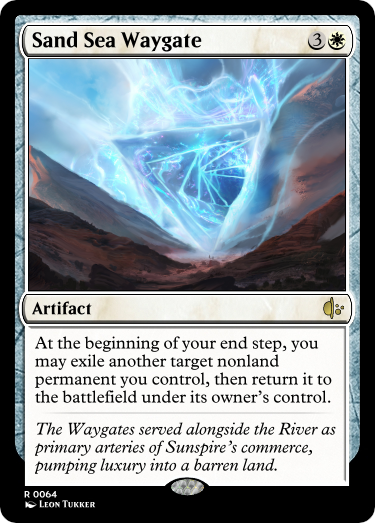 Sand Sea Waygate 3
Artifact
At the beginning of your end step, you
may exile another target nonland
permanent you control, then return it to
the battlefield under its owner's control.
The Waygates served alongside the River as
primary arteries of Sunspire's commerce,
pumping luxury into a barren land.
R 0064
Leon Tukker